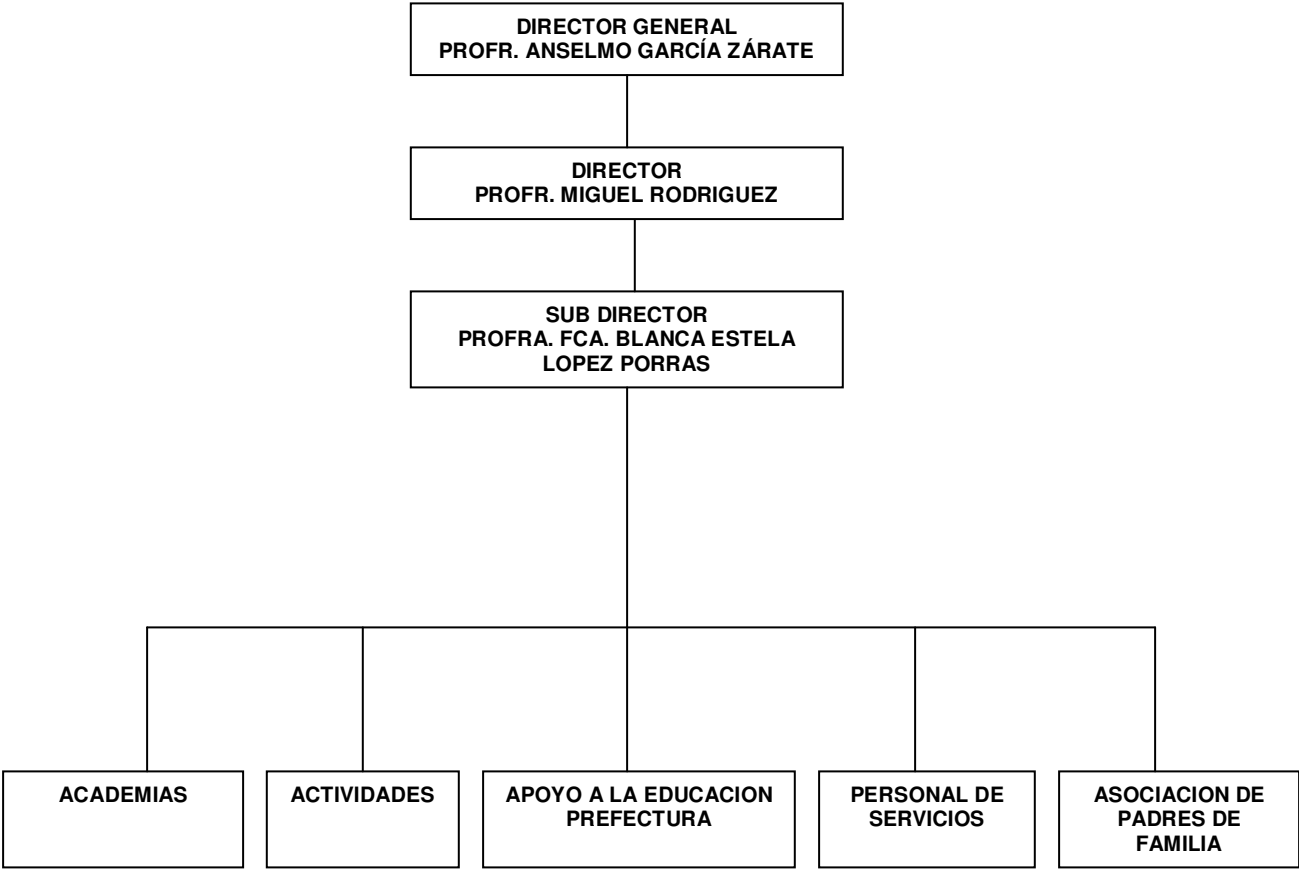 DIRECTOR GENERAL
PROFR. ANSELMO GARCÍA ZÁRATE
DIRECTOR
PROFR. MIGUEL RODRIGUEZ
SUB DIRECTOR
PROFRA. FCA. BLANCA ESTELA
LOPEZ PORRAS
ACADEMIAS
ACTIVIDADES
APOYO A LA EDUCACION
PREFECTURA
PERSONAL DE
SERVICIOS
ASOCIACION DE
PADRES DE
FAMILIA